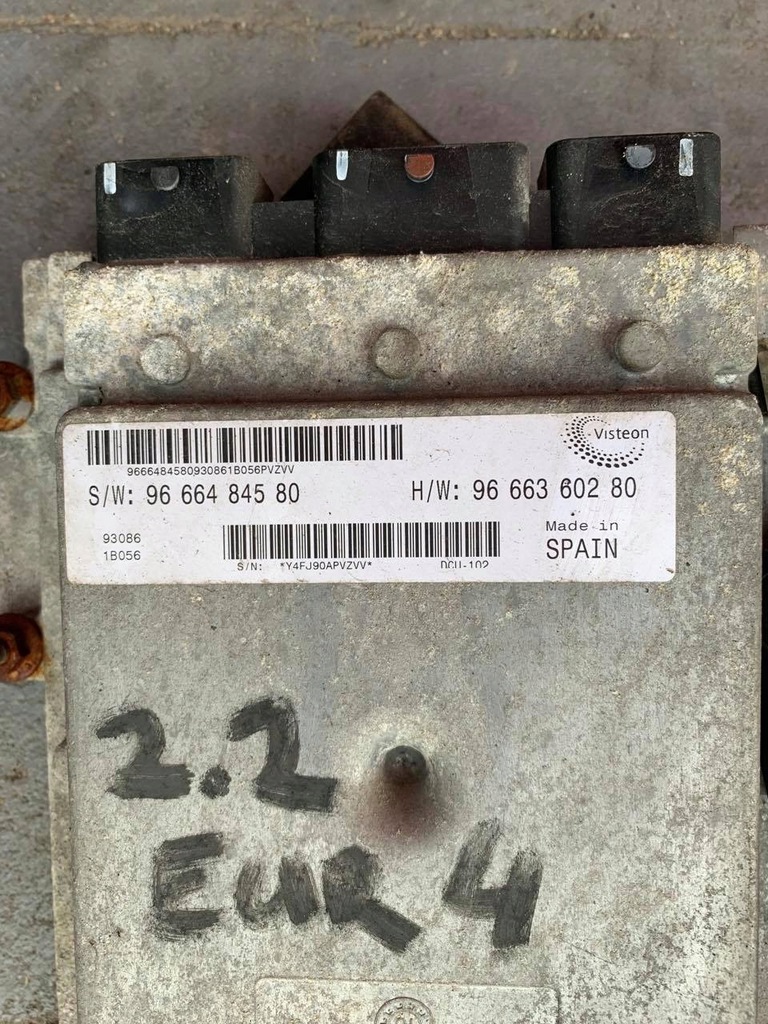 Visteon
9666484580930861B056PVZVV
S/W: 96 664 845 80
H/W: 96 663 602 80
93086
1B056
S/N: *Y4FJ90APVZVV*
DCU-102
Made in
SPAIN
2.2
EUR 4